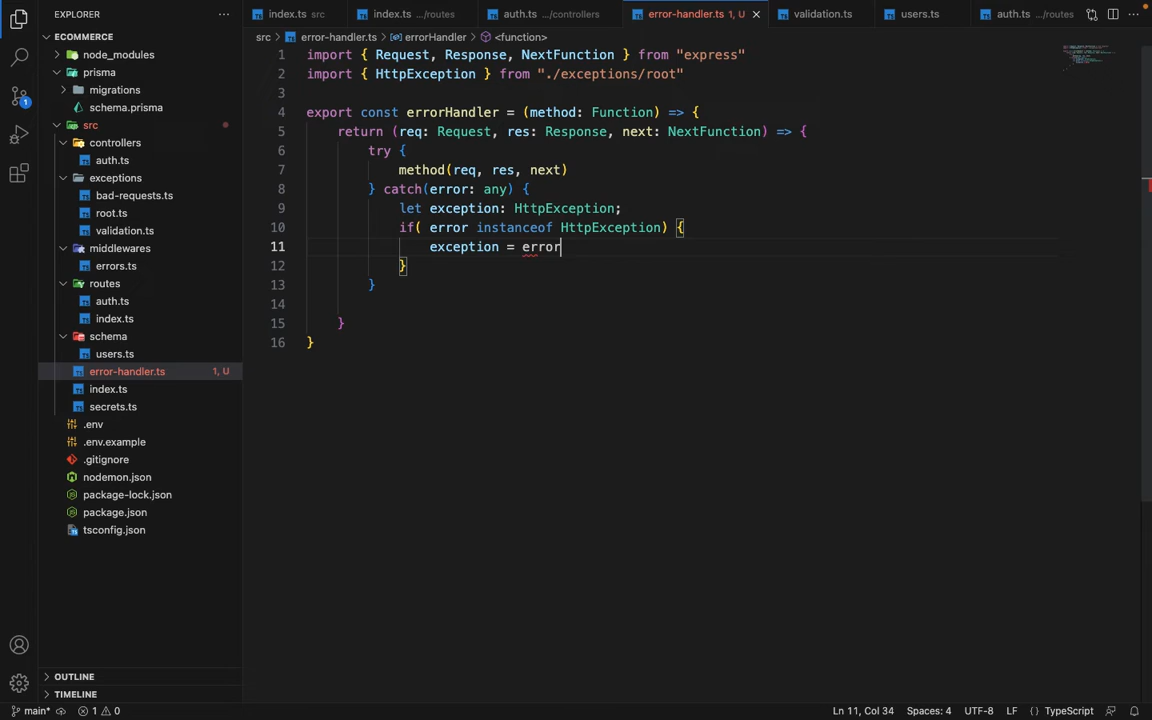 EXPLORER
ECOMMERCE
node_modules
prisma
migrations
schema.prisma
src
controllers
auth.ts
exceptions
bad-requests.ts
root.ts
validation.ts
middlewares
errors.ts
routes
auth.ts
index.ts
schema
users.ts
error-handler.ts 1, U
index.ts
secrets.ts
.env
.env.example
.gitignore
nodemon.json
package-lock.json
package.json
tsconfig.json
OUTLINE
TIMELINE
1
index.ts src index.ts .../routes auth.ts .../controllers error-handler.ts 1, U validation.ts users.ts auth.ts .../routes
src > error-handler.ts > errorHandler > <function>
1 import { Request, Response, NextFunction } from "express"
2 import { HttpException } from "./exceptions/root"
3
4 export const errorHandler = (method: Function) => {
5 return (req: Request, res: Response, next: NextFunction) => {
6 try {
7 method(req, res, next)
8 } catch(error: any) {
9 let exception: HttpException;
10 if( error instanceof HttpException) {
11 exception = error
12 }
13 }
14
15 }
16 }
main* 1 0 Ln 11, Col 34 Spaces: 4 UTF-8 LF {} TypeScript